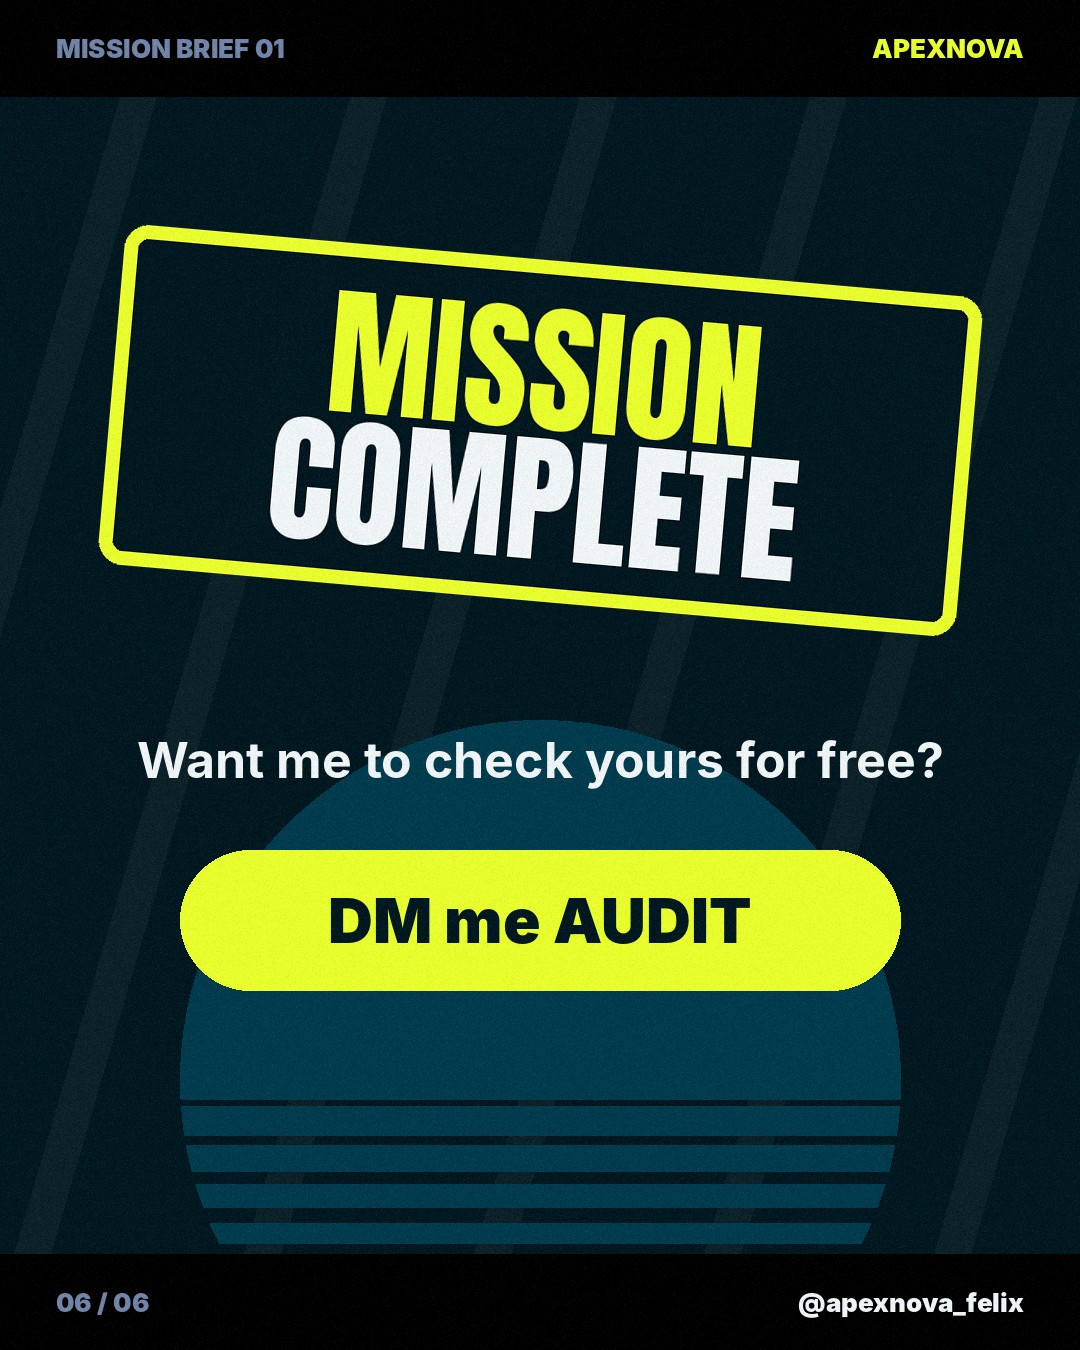 MISSION BRIEF 01
APEXNOVA
MISSION
COMPLETE
Want me to check yours for free?
DM me AUDIT
06 / 06
@apexnova_felix